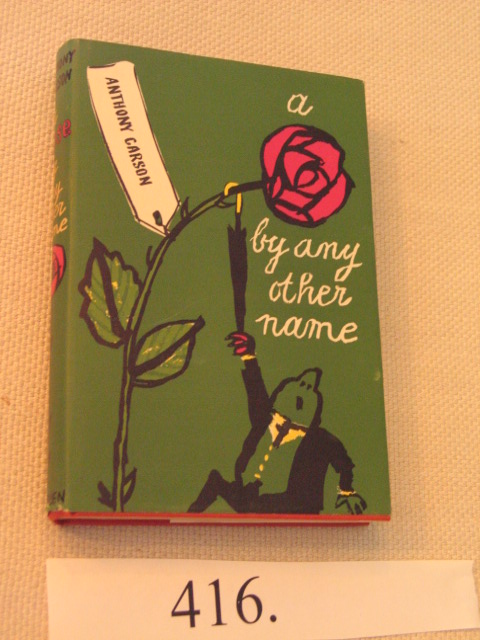 ANTHONY CARSON
a
by any
other
name
416.